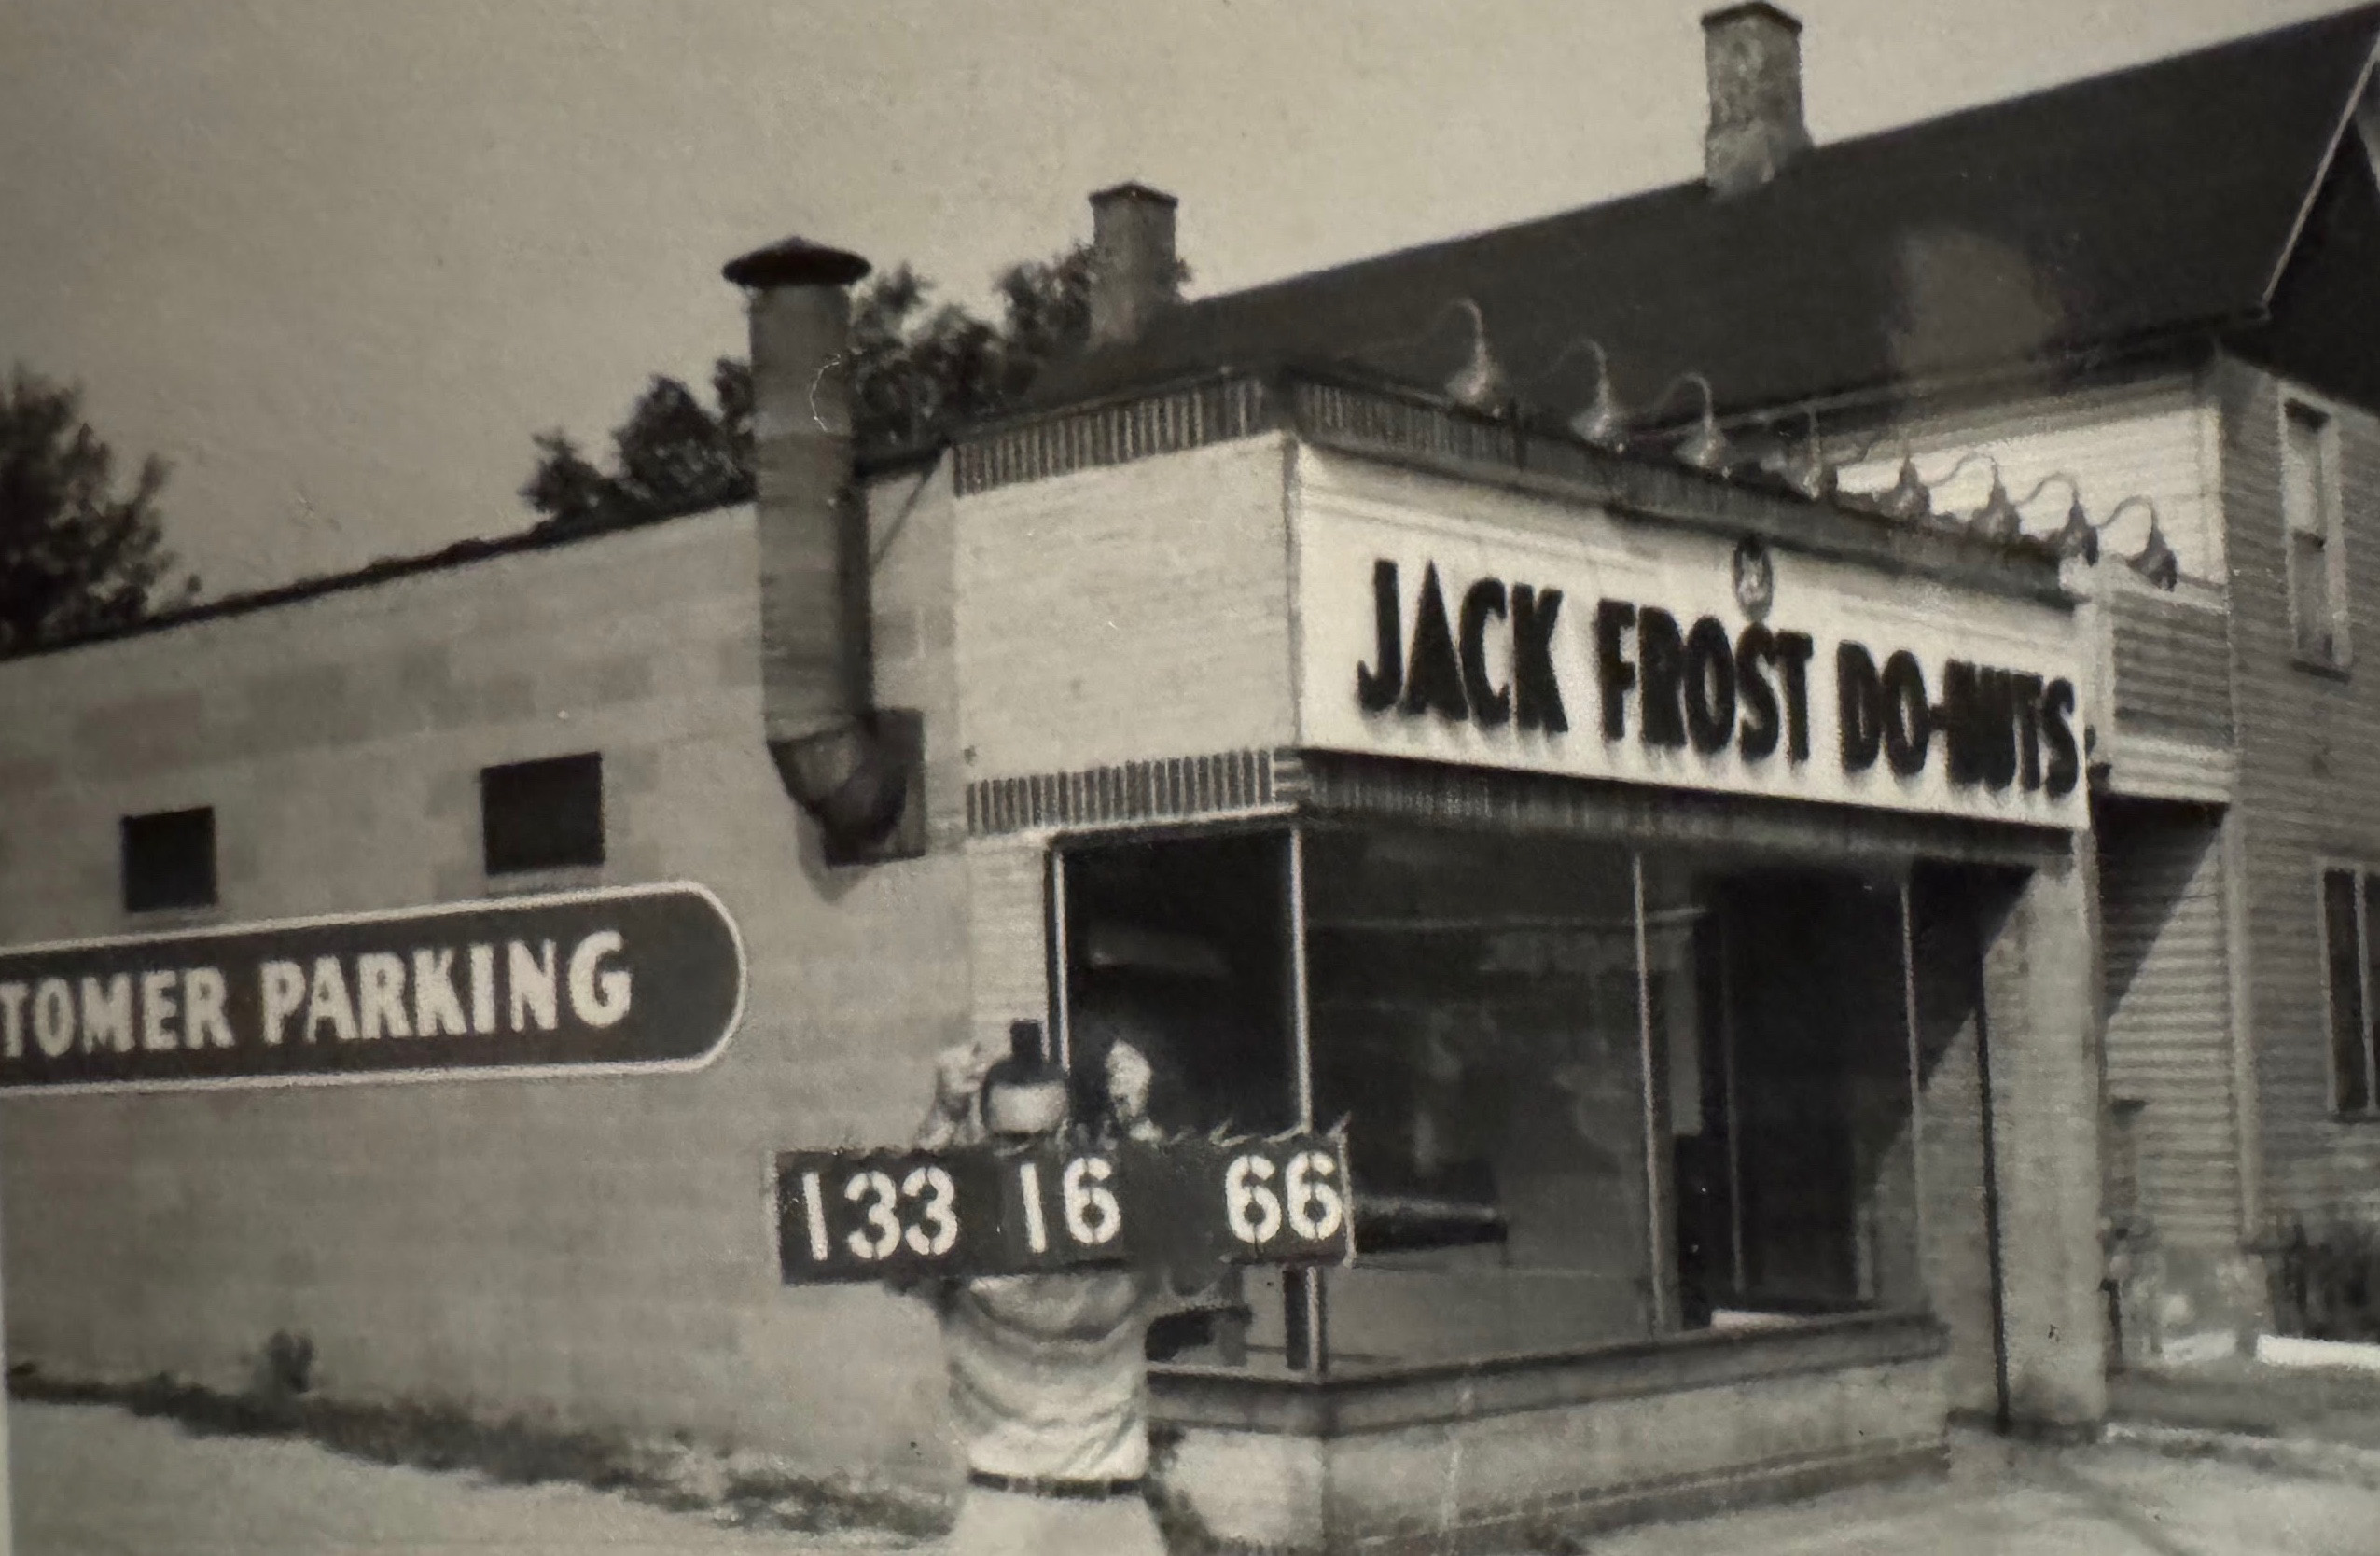 JACK FROST DO-NUTS
TOMER PARKING
133 16 66